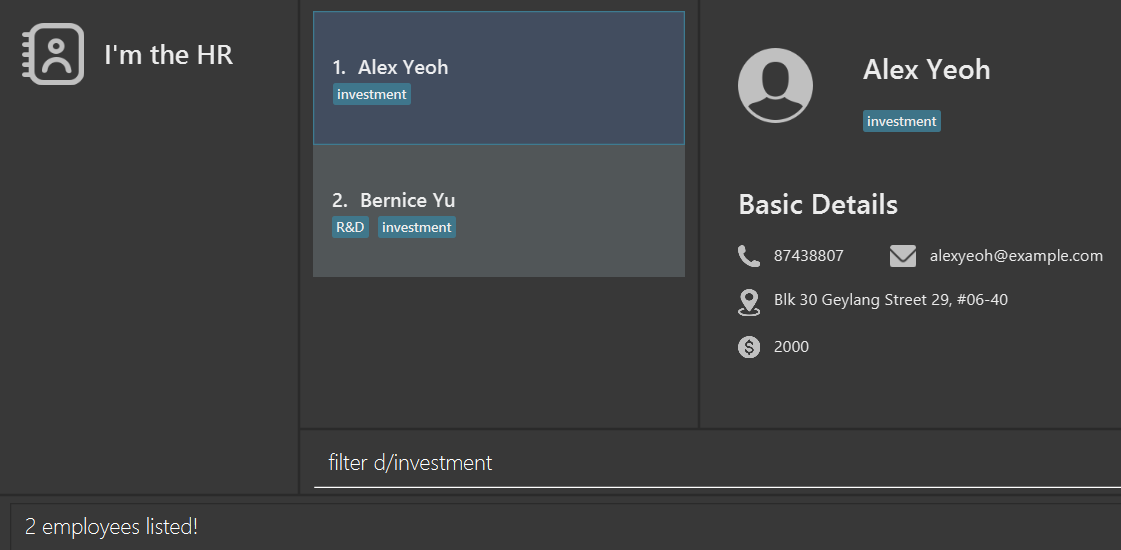 I'm the HR
1. Alex Yeoh
investment
2. Bernice Yu
R&D investment
Alex Yeoh
investment
Basic Details
87438807 alexyeoh@example.com
Blk 30 Geylang Street 29, #06-40
2000
filter d/investment
2 employees listed!